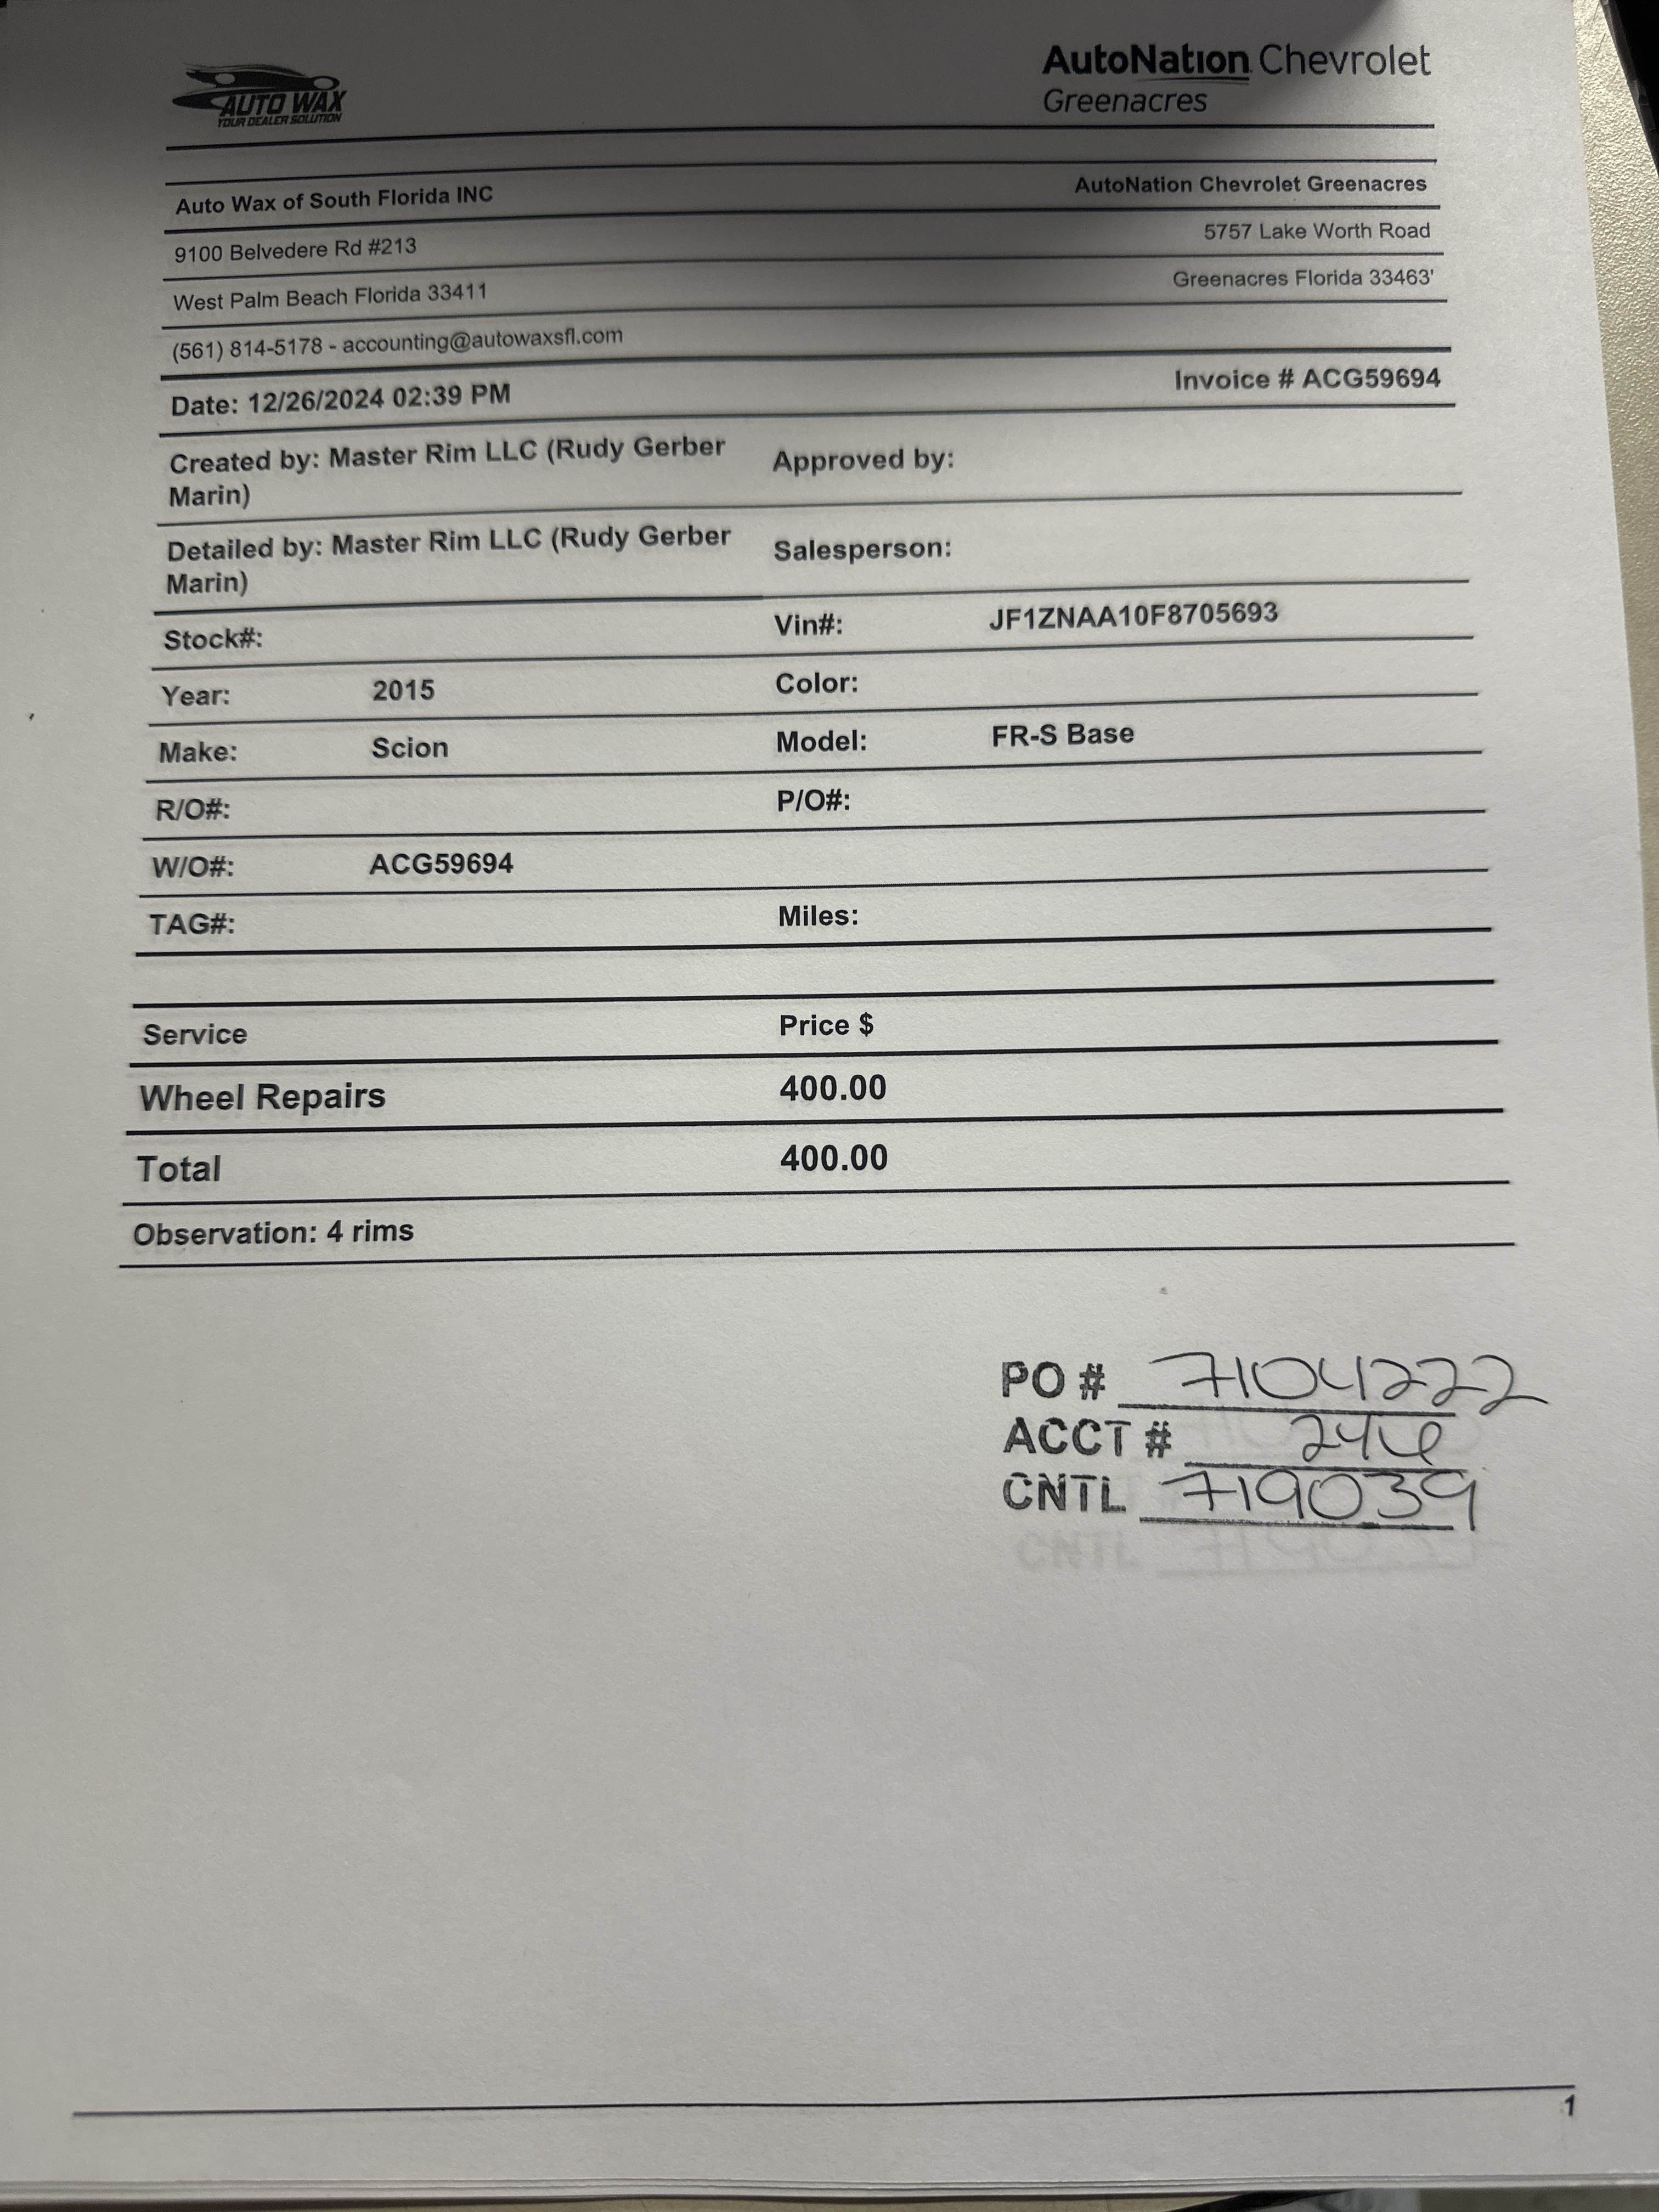 AUTO WAX
YOUR DEALER SOLUTION
AutoNation Chevrolet
Greenacres
Auto Wax of South Florida INC AutoNation Chevrolet Greenacres
9100 Belvedere Rd #213 5757 Lake Worth Road
West Palm Beach Florida 33411 Greenacres Florida 33463'
(561) 814-5178 - accounting@autowaxsfl.com
Date: 12/26/2024 02:39 PM Invoice # ACG59694
Created by: Master Rim LLC (Rudy Gerber Approved by:
Marin)
Detailed by: Master Rim LLC (Rudy Gerber Salesperson:
Marin)
Stock#: Vin#: JF1ZNAA10F8705693
Year: 2015 Color:
Make: Scion Model: FR-S Base
R/O#: P/O#:
W/O#: ACG59694
TAG#: Miles:
Service Price $
Wheel Repairs 400.00
Total 400.00
Observation: 4 rims
PO # 7104222
ACCT #
CNTL 719039
1